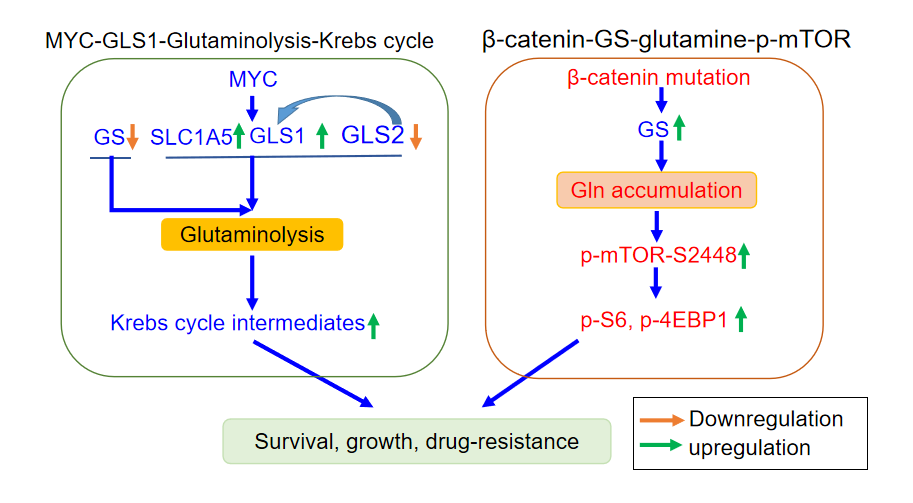 MYC-GLS1-Glutaminolysis-Krebs cycle
MYC
GS SLC1A5 GLS1 GLS2
Glutaminolysis
Krebs cycle intermediates
β-catenin-GS-glutamine-p-mTOR
β-catenin mutation
GS
Gln accumulation
p-mTOR-S2448
p-S6, p-4EBP1
Survival, growth, drug-resistance
Downregulation
upregulation